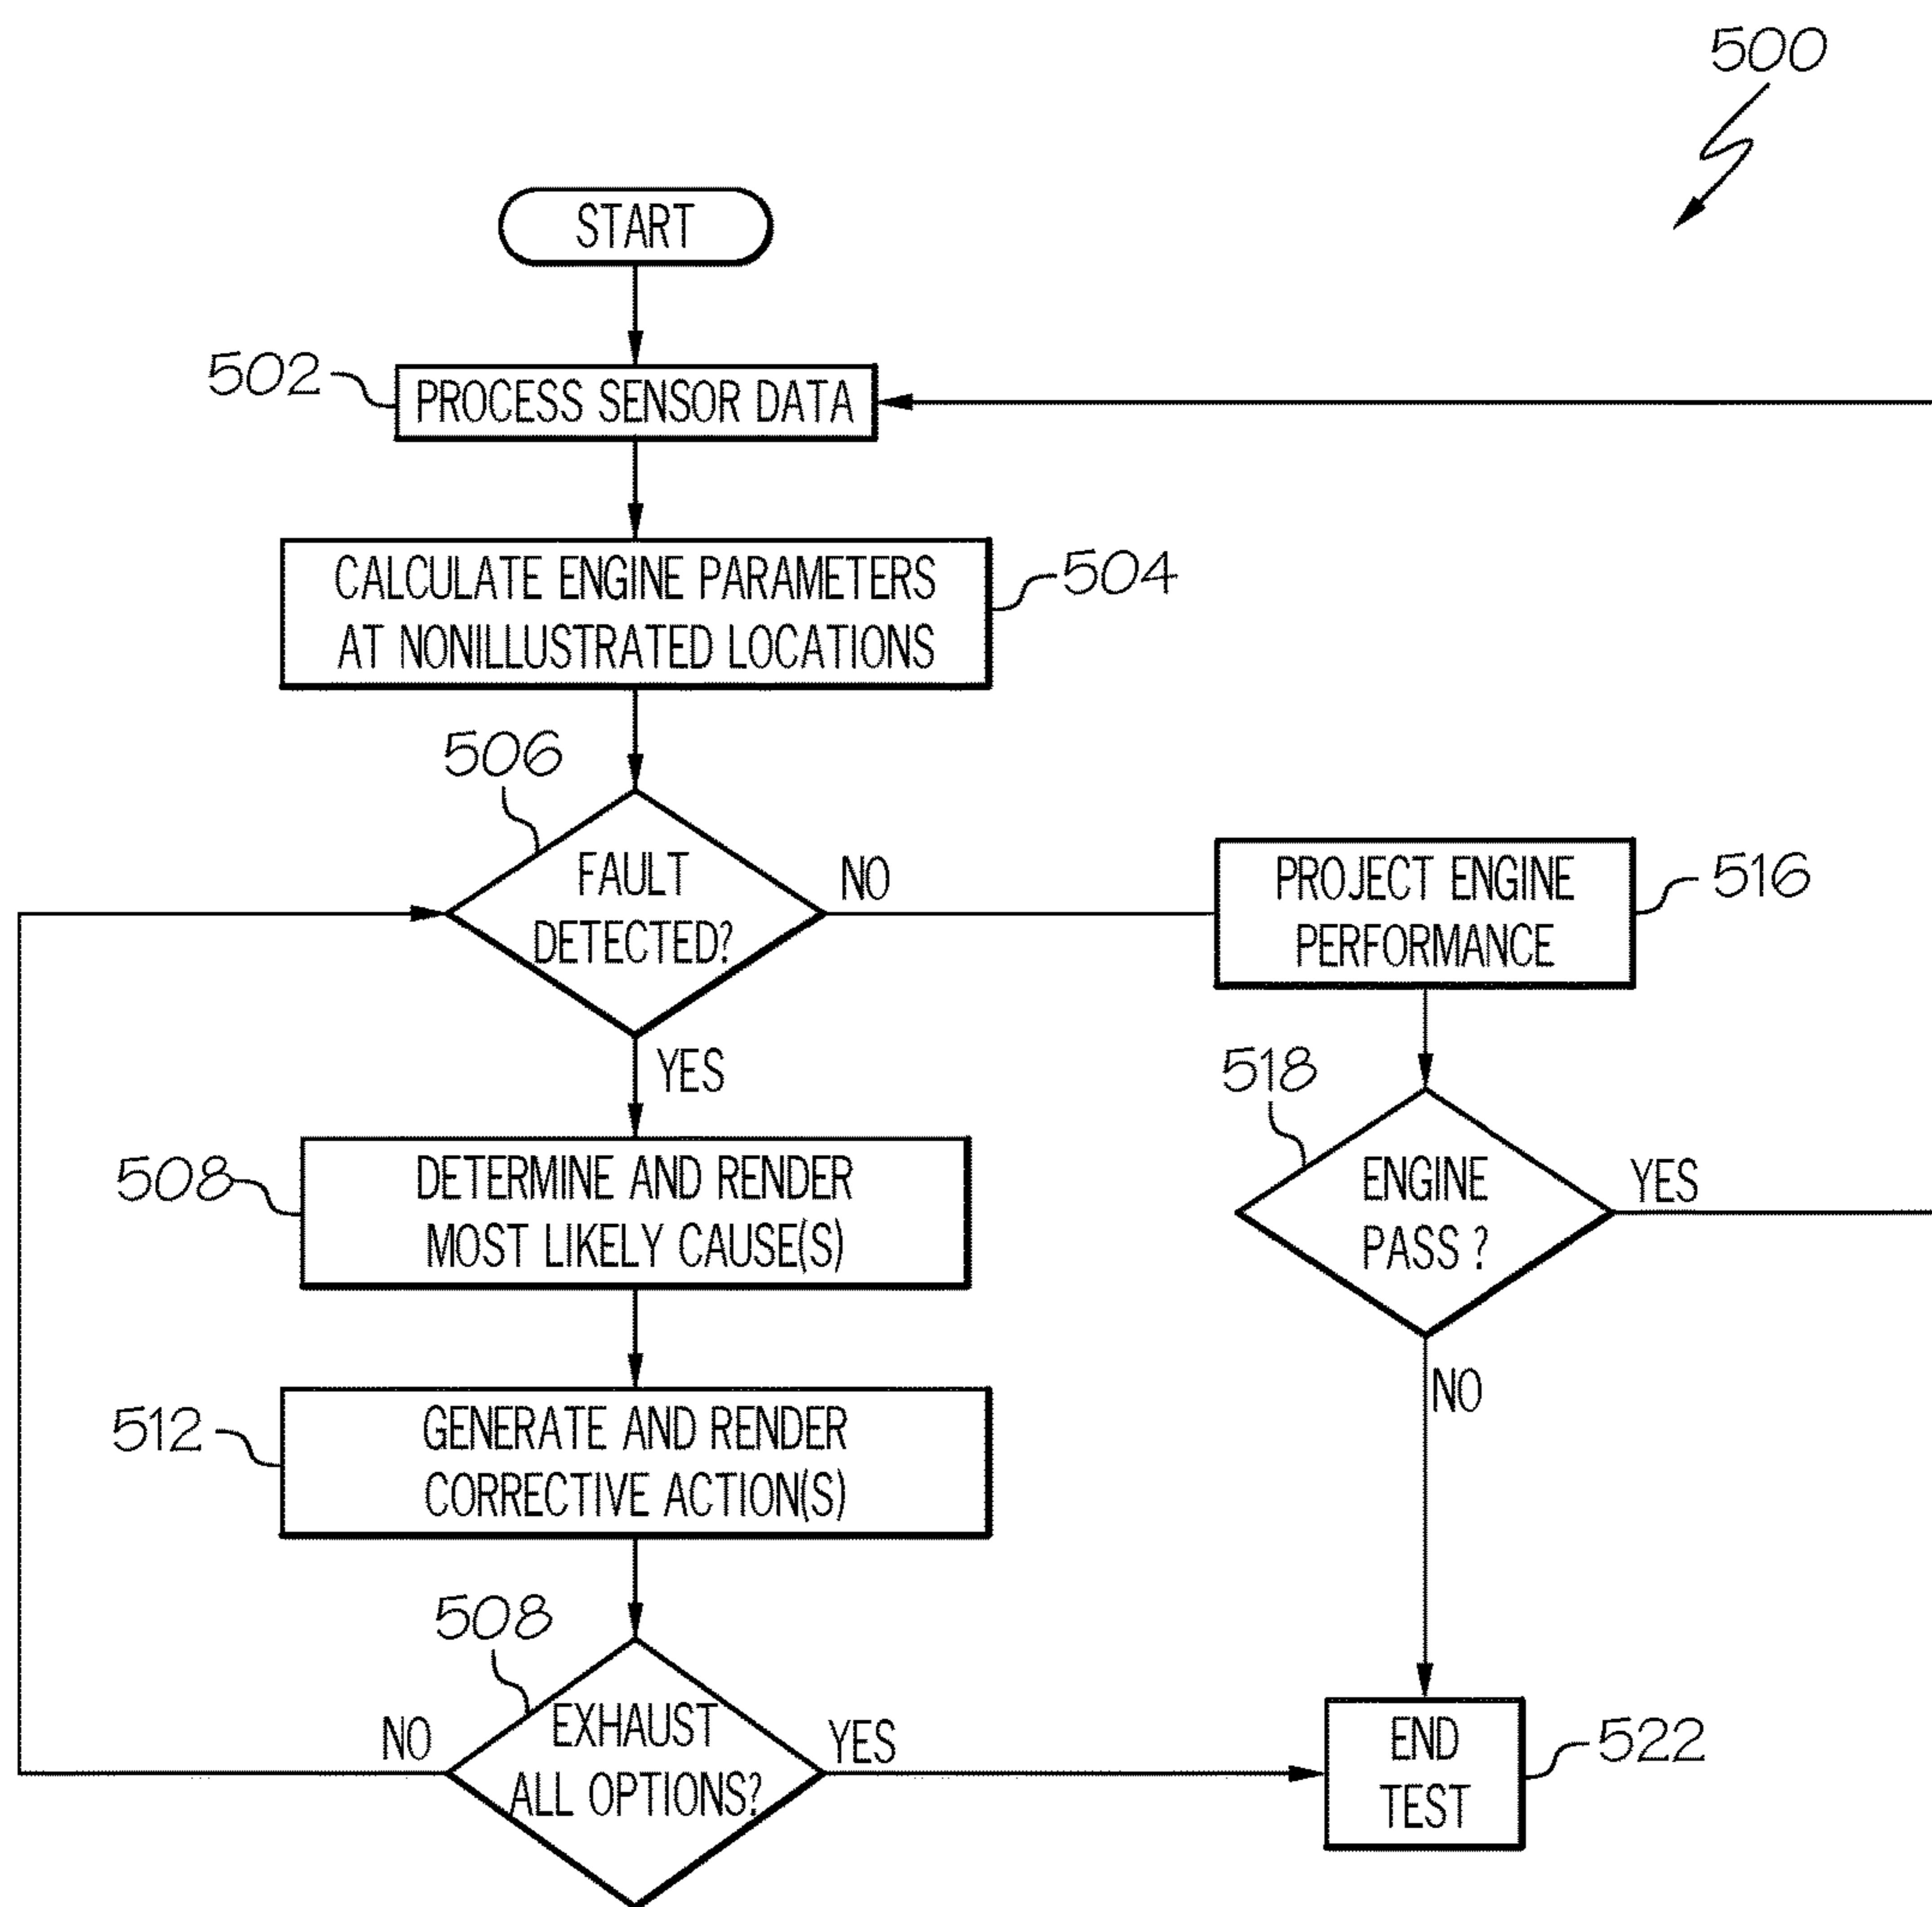 500
START
502
PROCESS SENSOR DATA
CALCULATE ENGINE PARAMETERS
AT NONILLUSTRATED LOCATIONS
504
506
FAULT
DETECTED?
NO
YES
PROJECT ENGINE
PERFORMANCE
516
518
ENGINE
PASS ?
YES
NO
508
DETERMINE AND RENDER
MOST LIKELY CAUSE(S)
512
GENERATE AND RENDER
CORRECTIVE ACTION(S)
508
EXHAUST
ALL OPTIONS?
NO
YES
END
TEST
522